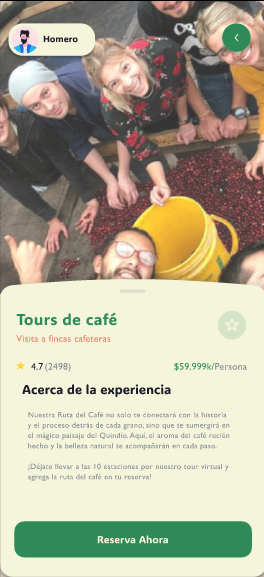 Homero
Tours de café
Visita a fincas cafeteras
4.7 (2498)
$59.999k/Persona
Acerca de la experiencia
Nuestra Ruta del Café no solo te conectará con la historia
y el proceso detrás de cada grano, sino que te sumergirá en
el mágico paisaje del Quindío. Aquí, el aroma del café recién
hecho y la belleza natural te acompañarán en cada paso.
¡Déjate llevar a las 10 estaciones por nuestro tour virtual y
agrega la ruta del café en tu reserva!
Reserva Ahora